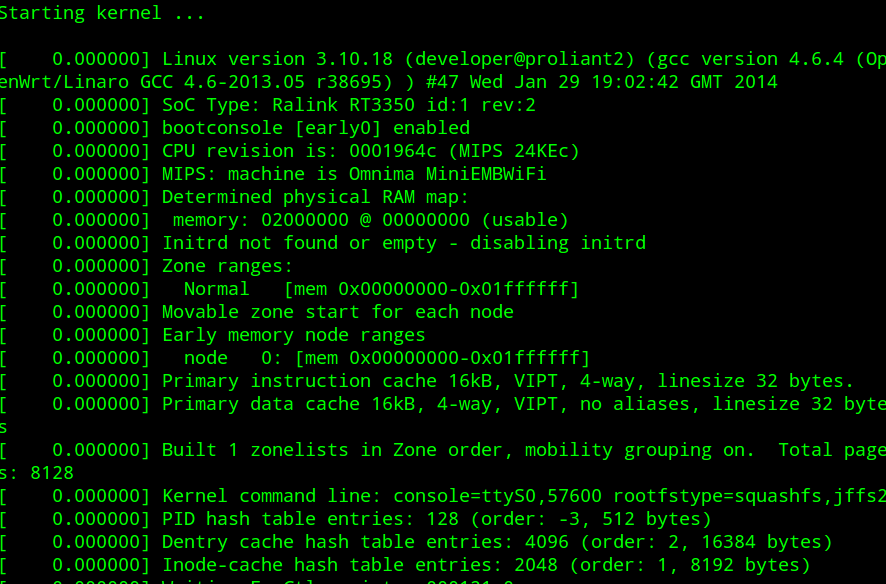 Starting kernel ...
[    0.000000] Linux version 3.10.18 (developer@proliant2) (gcc version 4.6.4 (Op
enWrt/Linaro GCC 4.6-2013.05 r38695) ) #47 Wed Jan 29 19:02:42 GMT 2014
[    0.000000] SoC Type: Ralink RT3350 id:1 rev:2
[    0.000000] bootconsole [early0] enabled
[    0.000000] CPU revision is: 0001964c (MIPS 24KEc)
[    0.000000] MIPS: machine is Omnima MiniEMBWiFi
[    0.000000] Determined physical RAM map:
[    0.000000]  memory: 02000000 @ 00000000 (usable)
[    0.000000] Initrd not found or empty - disabling initrd
[    0.000000] Zone ranges:
[    0.000000]   Normal   [mem 0x00000000-0x01ffffff]
[    0.000000] Movable zone start for each node
[    0.000000] Early memory node ranges
[    0.000000]   node   0: [mem 0x00000000-0x01ffffff]
[    0.000000] Primary instruction cache 16kB, VIPT, 4-way, linesize 32 bytes.
[    0.000000] Primary data cache 16kB, 4-way, VIPT, no aliases, linesize 32 byte
s
[    0.000000] Built 1 zonelists in Zone order, mobility grouping on.  Total page
s: 8128
[    0.000000] Kernel command line: console=ttyS0,57600 rootfstype=squashfs,jffs2
[    0.000000] PID hash table entries: 128 (order: -3, 512 bytes)
[    0.000000] Dentry cache hash table entries: 4096 (order: 2, 16384 bytes)
[    0.000000] Inode-cache hash table entries: 2048 (order: 1, 8192 bytes)